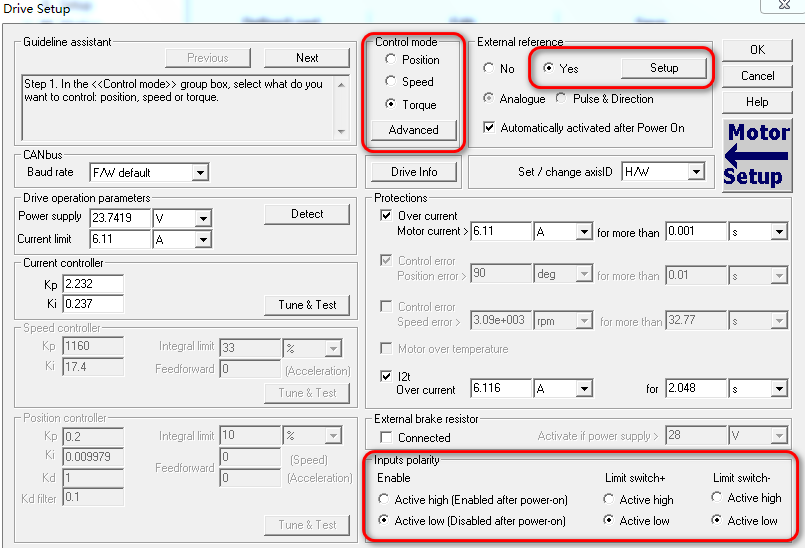 Drive Setup
Guideline assistant
Previous
Next
Step 1. In the <<Control mode>> group box, select what do you
want to control: position, speed or torque.
Control mode
Position
Speed
Torque
Advanced
External reference
No
Yes
Setup
Analogue
Pulse & Direction
Automatically activated after Power On
OK
Cancel
Help
Motor
Setup
CANbus
Baud rate
F/W default
Drive Info
Set / change axisID
H/W
Drive operation parameters
Power supply 23.7419 V
Detect
Current limit 6.11 A
Current controller
Kp 2.232
Ki 0.237
Tune & Test
Speed controller
Kp 1160
Integral limit 33 %
Ki 17.4
Feedforward 0 (Acceleration)
Tune & Test
Position controller
Kp 0.2
Integral limit 10 %
Ki 0.009979
Feedforward
0 (Speed)
Kd 1
0 (Acceleration)
Kd filter 0.1
Tune & Test
Protections
Over current
Motor current > 6.11 A for more than 0.001 s
Control error
Position error > 90 deg for more than 0.01 s
Control error
Speed error > 3.09e+003 rpm for more than 32.77 s
Motor over temperature
I2t
Over current 6.116 A for 2.048 s
External brake resistor
Connected
Activate if power supply > 28 V
Inputs polarity
Enable
Limit switch+
Limit switch-
Active high (Enabled after power-on)
Active high
Active high
Active low (Disabled after power-on)
Active low
Active low